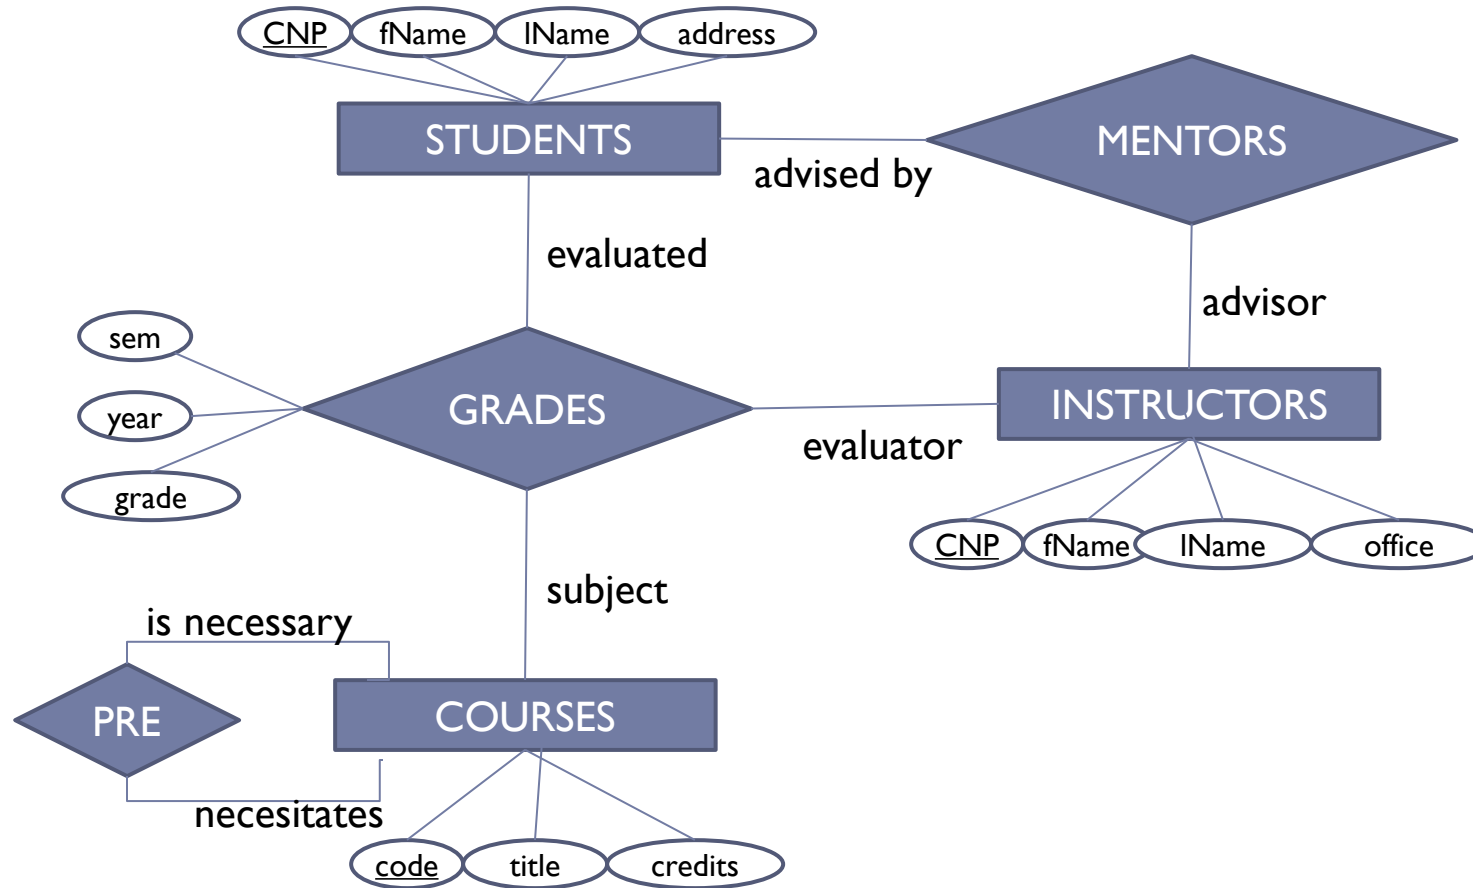 CNP fName lName address
STUDENTS
MENTORS
advised by
evaluated
advisor
sem
year
grade
GRADES
evaluator
INSTRUCTORS
CNP fName lName office
subject
is necessary
PRE
COURSES
necesitates
code title credits